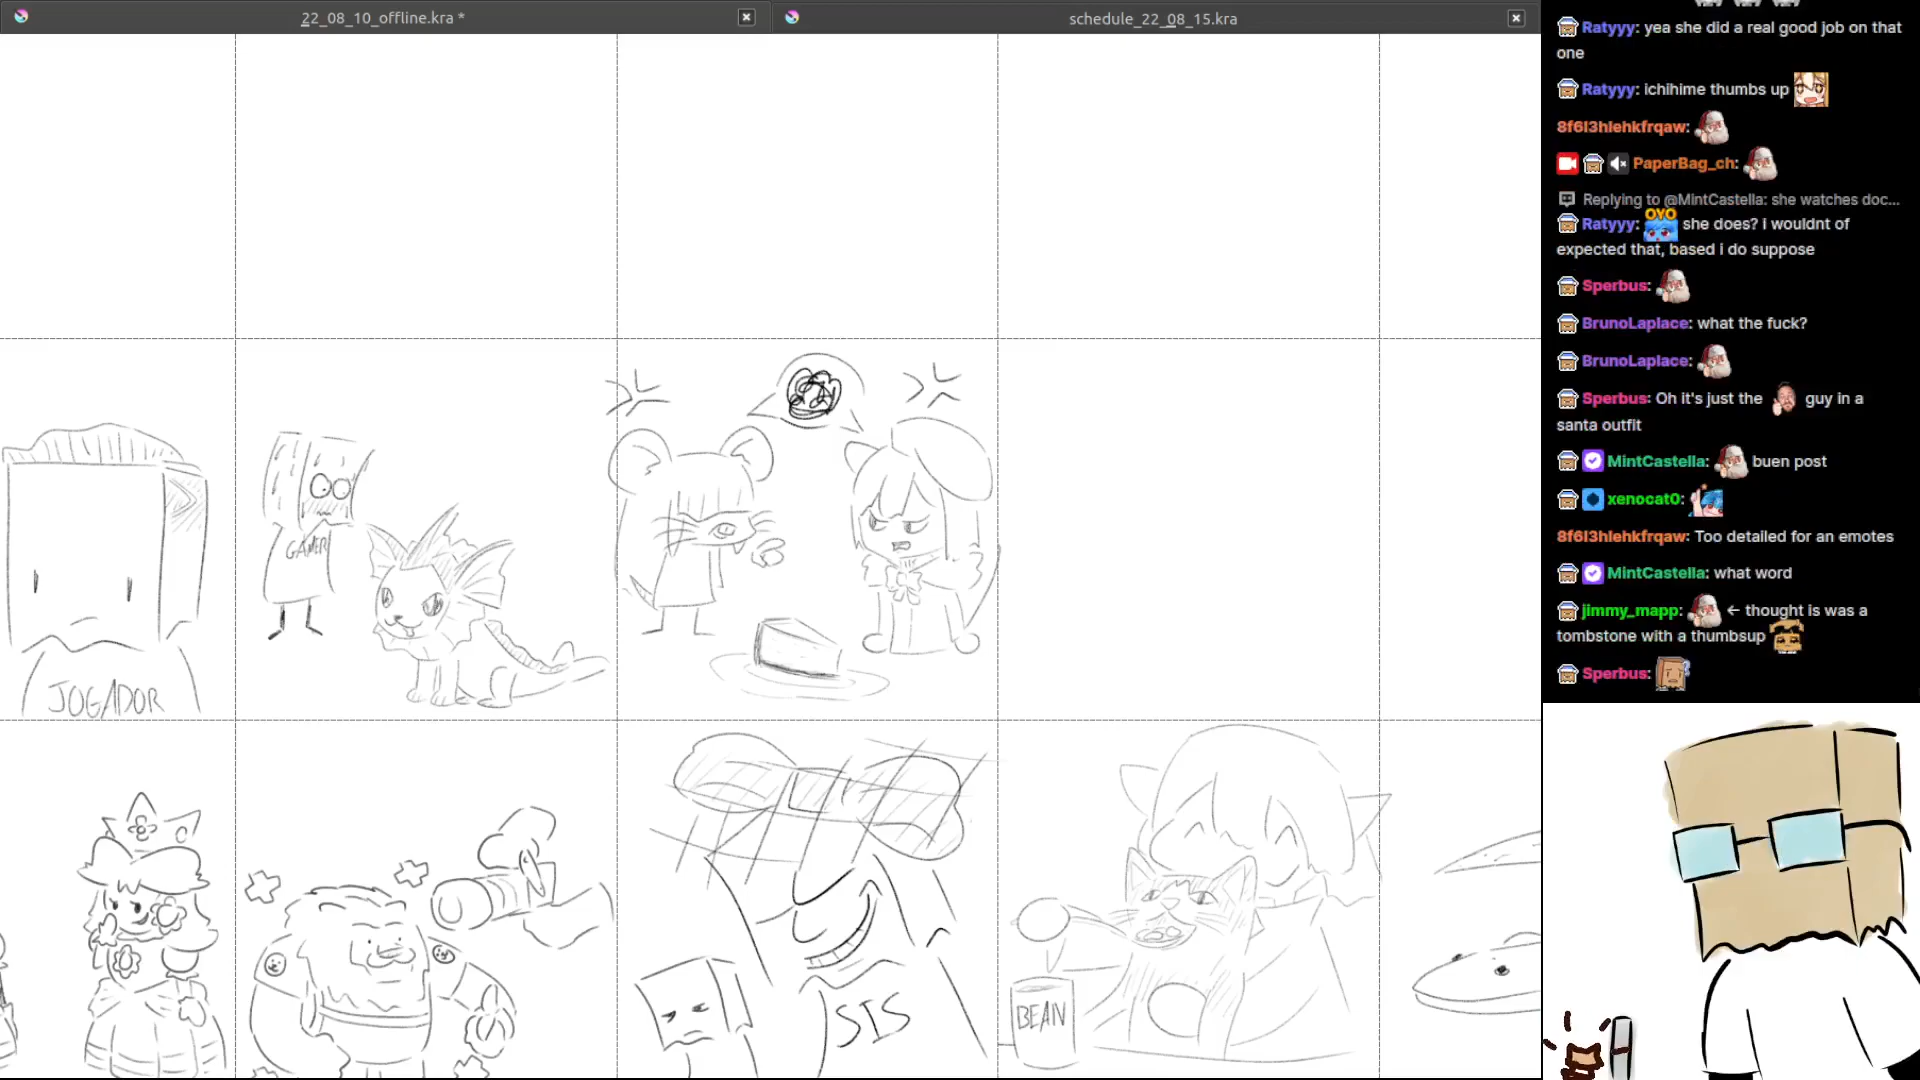 22_08_10_offline.kra *
schedule_22_08_15.kra
Ratyyy: yea she did a real good job on that
one
Ratyyy: ichihime thumbs up
8f6l3hlehkfrqaw:
PaperBag_ch:
Replying to @MintCastella: she watches doc...
Ratyyy: OYO she does? i wouldnt of
expected that, based i do suppose
Sperbus:
BrunoLaplace: what the fuck?
BrunoLaplace:
Sperbus: Oh it's just the guy in a
santa outfit
MintCastella: buen post
xenocat0:
8f6l3hlehkfrqaw: Too detailed for an emotes
MintCastella: what word
jimmy_mapp: ← thought is was a
tombstone with a thumbsup
Sperbus:
GAMER
JOGADOR
SIS
BEAN